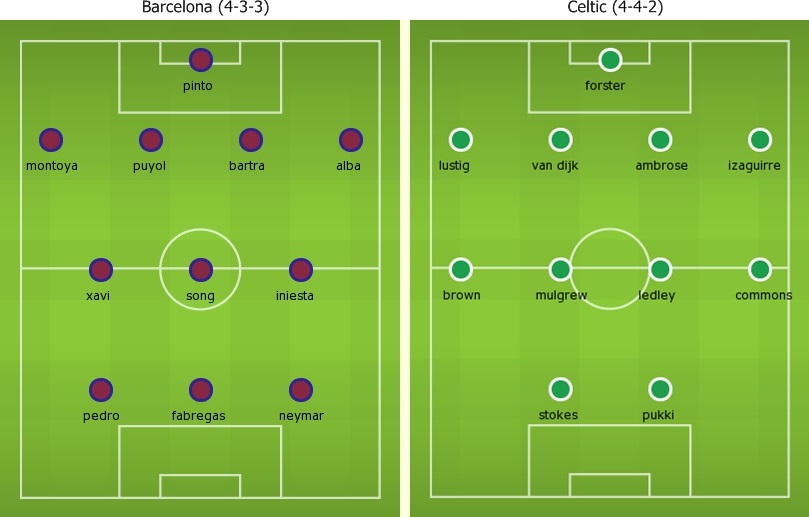 Barcelona (4-3-3)
pinto
montoya puyol bartra alba
xavi song iniesta
pedro fabregas neymar
Celtic (4-4-2)
forster
lustig van dijk ambrose izaguirre
brown mulgrew ledley commons
stokes pukki